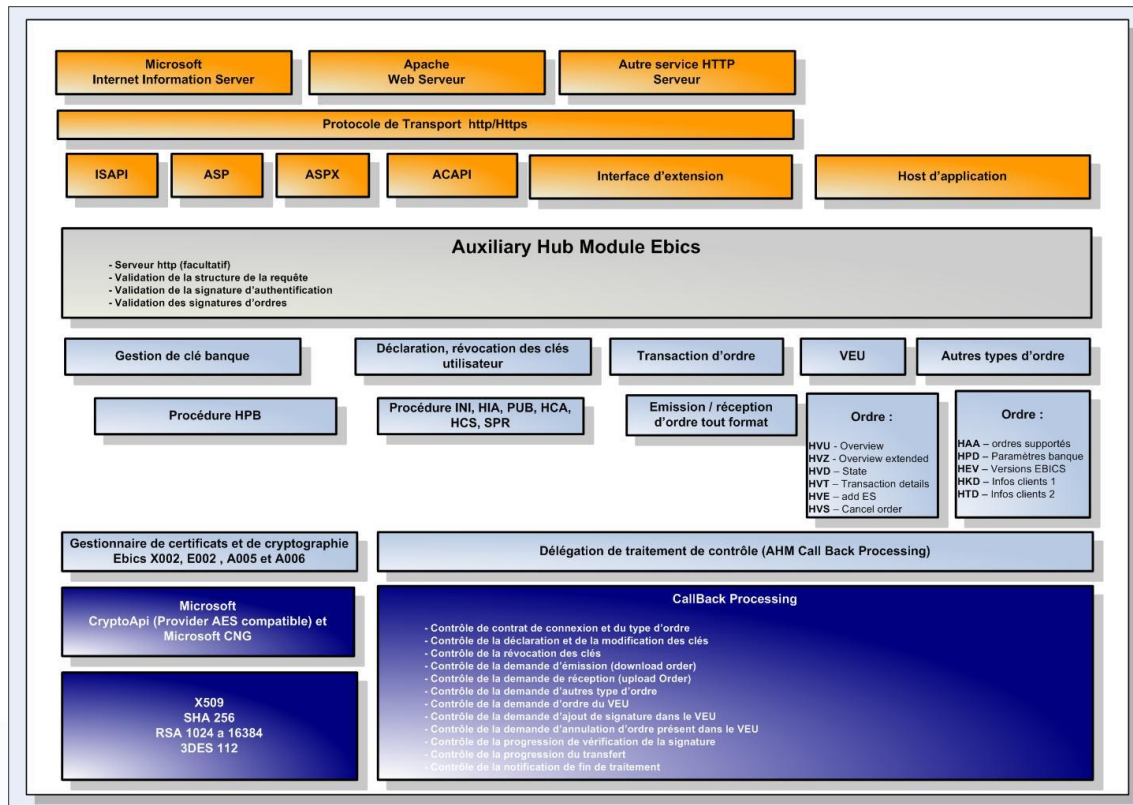 Microsoft
Internet Information Server
Apache
Web Serveur
Autre service HTTP
Serveur
Protocole de Transport http/Https
ISAPI
ASP
ASPX
ACAPI
Interface d'extension
Host d'application
Auxiliary Hub Module Ebics
- Serveur http (facultatif)
- Validation de la structure de la requête
- Validation de la signature d'authentification
- Validation des signatures d'ordres
Gestion de clé banque
Déclaration, révocation des clés
utilisateur
Transaction d'ordre
VEU
Autres types d'ordre
Procédure HPB
Procédure INI, HIA, PUB, HCA,
HCS, SPR
Emission / réception
d'ordre tout format
Ordre :
HVU - Overview
HVZ - Overview extended
HVD – State
HVT – Transaction details
HVE – add ES
HVS – Cancel order
Ordre :
HAA – ordres supportés
HPD – Paramètres banque
HEV – Versions EBICS
HKD – Infos clients 1
HTD – Infos clients 2
Gestionnaire de certificats et de cryptographie
Ebics X002, E002 , A005 et A006
Délégation de traitement de contrôle (AHM Call Back Processing)
Microsoft
CryptoApi (Provider AES compatible) et
Microsoft CNG
X509
SHA 256
RSA 1024 a 16384
3DES 112
CallBack Processing
- Contrôle de contrat de connexion et du type d'ordre
- Contrôle de la déclaration et de la modification des clés
- Contrôle de la révocation des clés
- Contrôle de la demande d'émission (download order)
- Contrôle de la demande de réception (upload Order)
- Contrôle de la demande d'autres type d'ordre
- Contrôle de la demande d'ordre du VEU
- Contrôle de la demande d'ajout de signature dans le VEU
- Contrôle de la demande d'annulation d'ordre présent dans le VEU
- Contrôle de la progression de vérification de la signature
- Contrôle de la progression du transfert
- Contrôle de la notification de fin de traitement